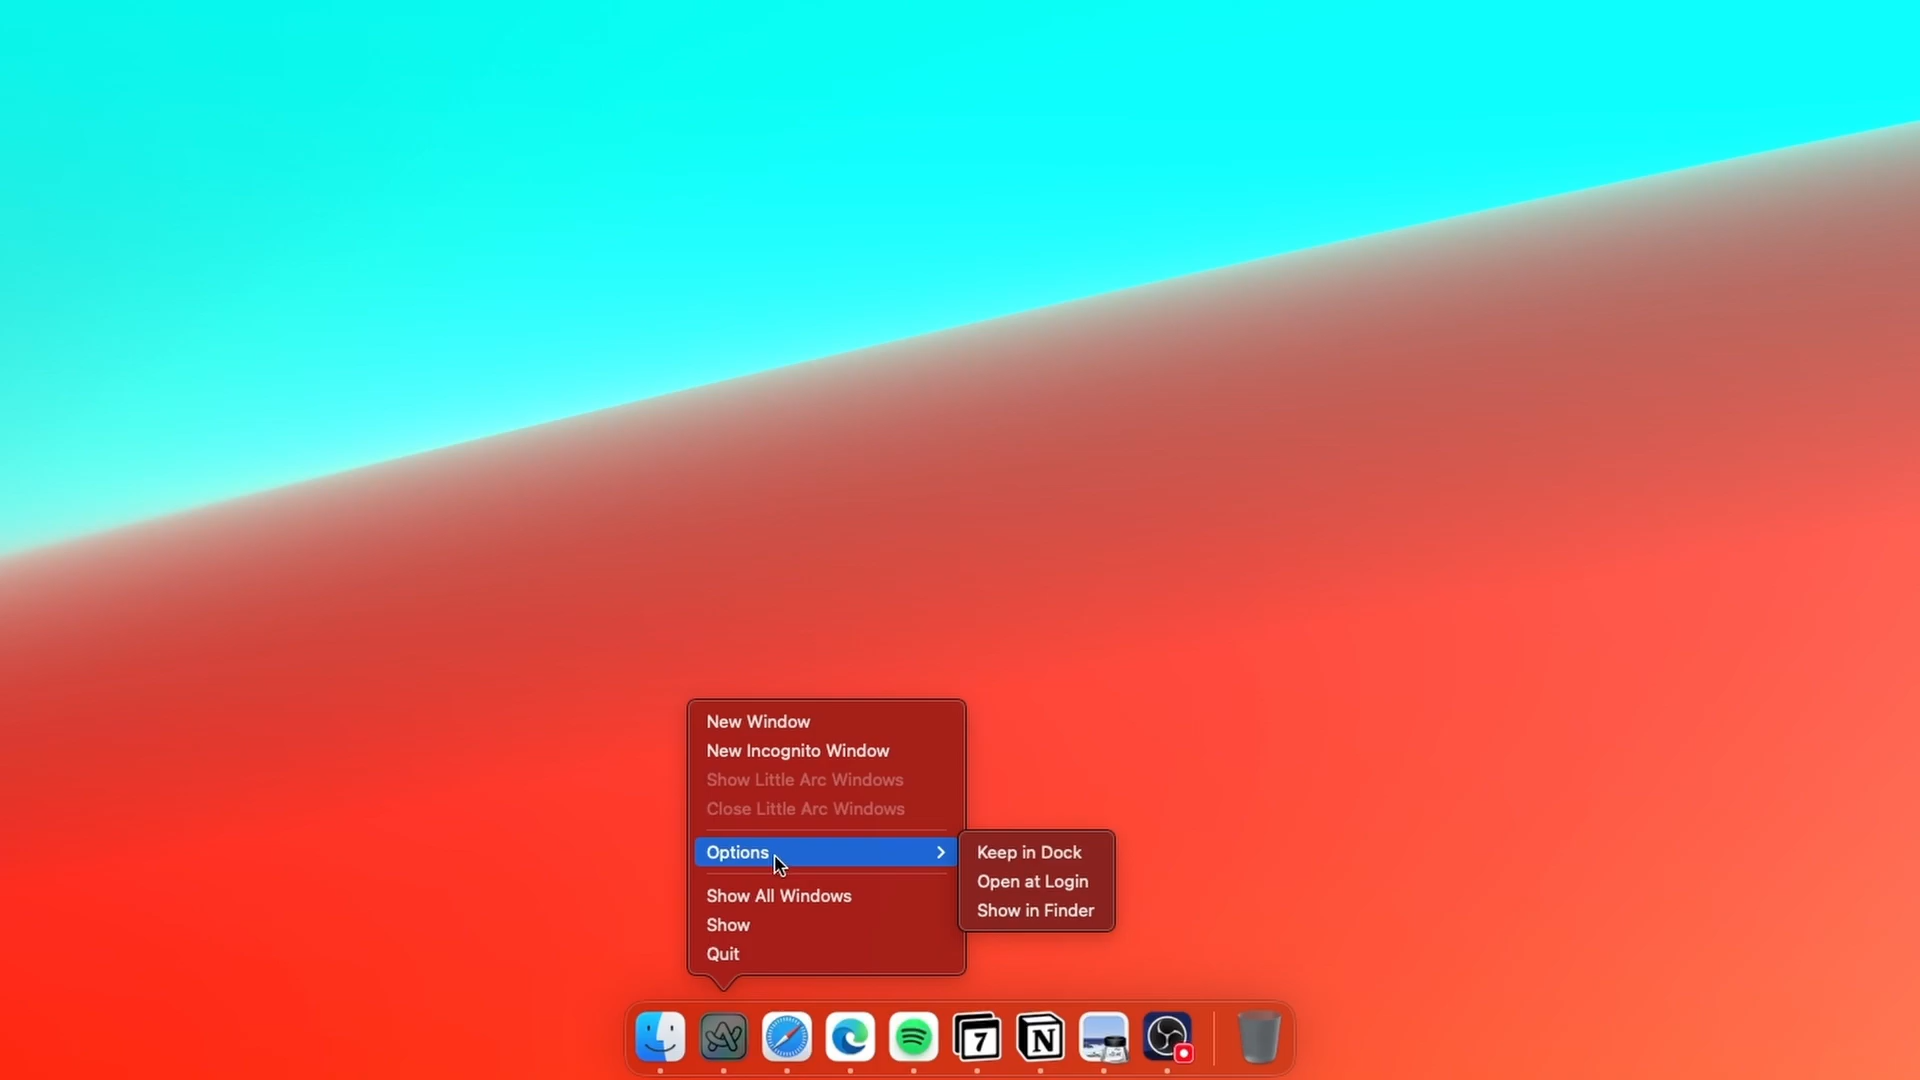 New Window
New Incognito Window
Show Little Arc Windows
Close Little Arc Windows
Options
Keep in Dock
Open at Login
Show in Finder
Show All Windows
Show
Quit
7
N